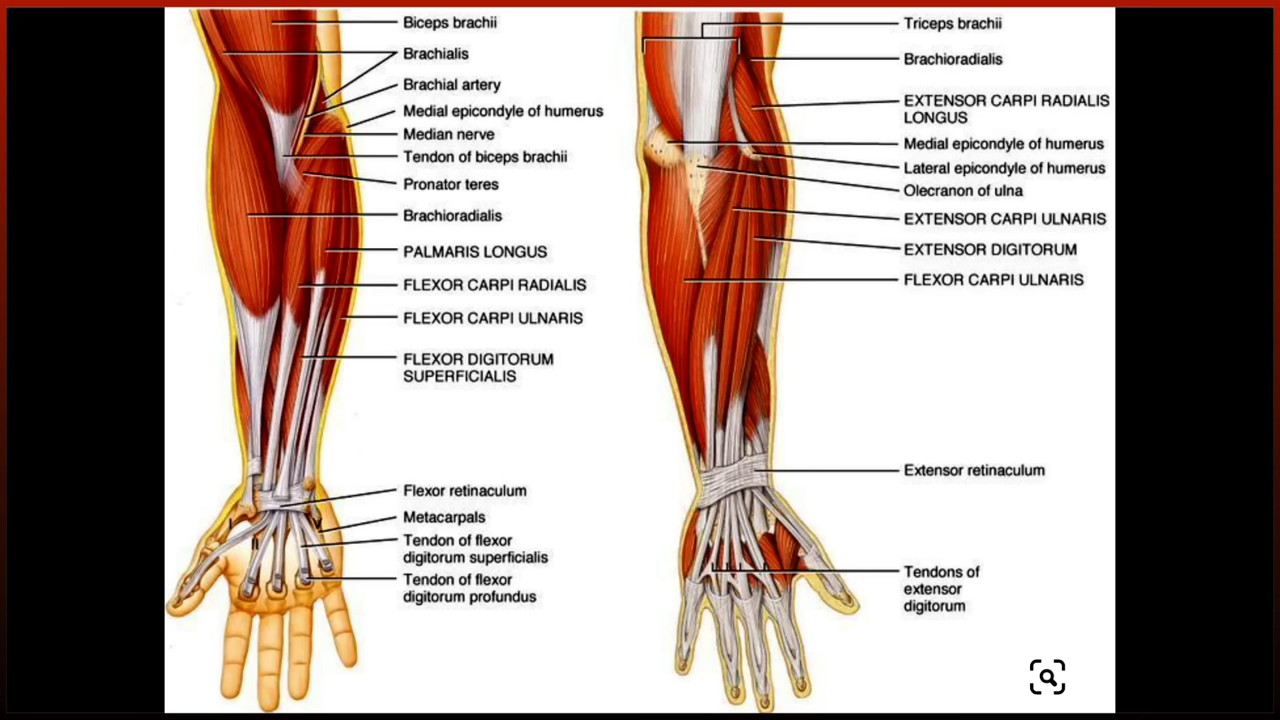 Biceps brachii
Brachialis
Brachial artery
Medial epicondyle of humerus
Median nerve
Tendon of biceps brachii
Pronator teres
Brachioradialis
PALMARIS LONGUS
FLEXOR CARPI RADIALIS
FLEXOR CARPI ULNARIS
FLEXOR DIGITORUM
SUPERFICIALIS
Flexor retinaculum
Metacarpals
Tendon of flexor
digitorum superficialis
Tendon of flexor
digitorum profundus
Triceps brachii
Brachioradialis
EXTENSOR CARPI RADIALIS
LONGUS
Medial epicondyle of humerus
Lateral epicondyle of humerus
Olecranon of ulna
EXTENSOR CARPI ULNARIS
EXTENSOR DIGITORUM
FLEXOR CARPI ULNARIS
Extensor retinaculum
Tendons of
extensor
digitorum